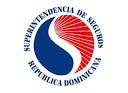 SUPERINTENDENCIA DE SEGUROS
REPUBLICA DOMINICANA